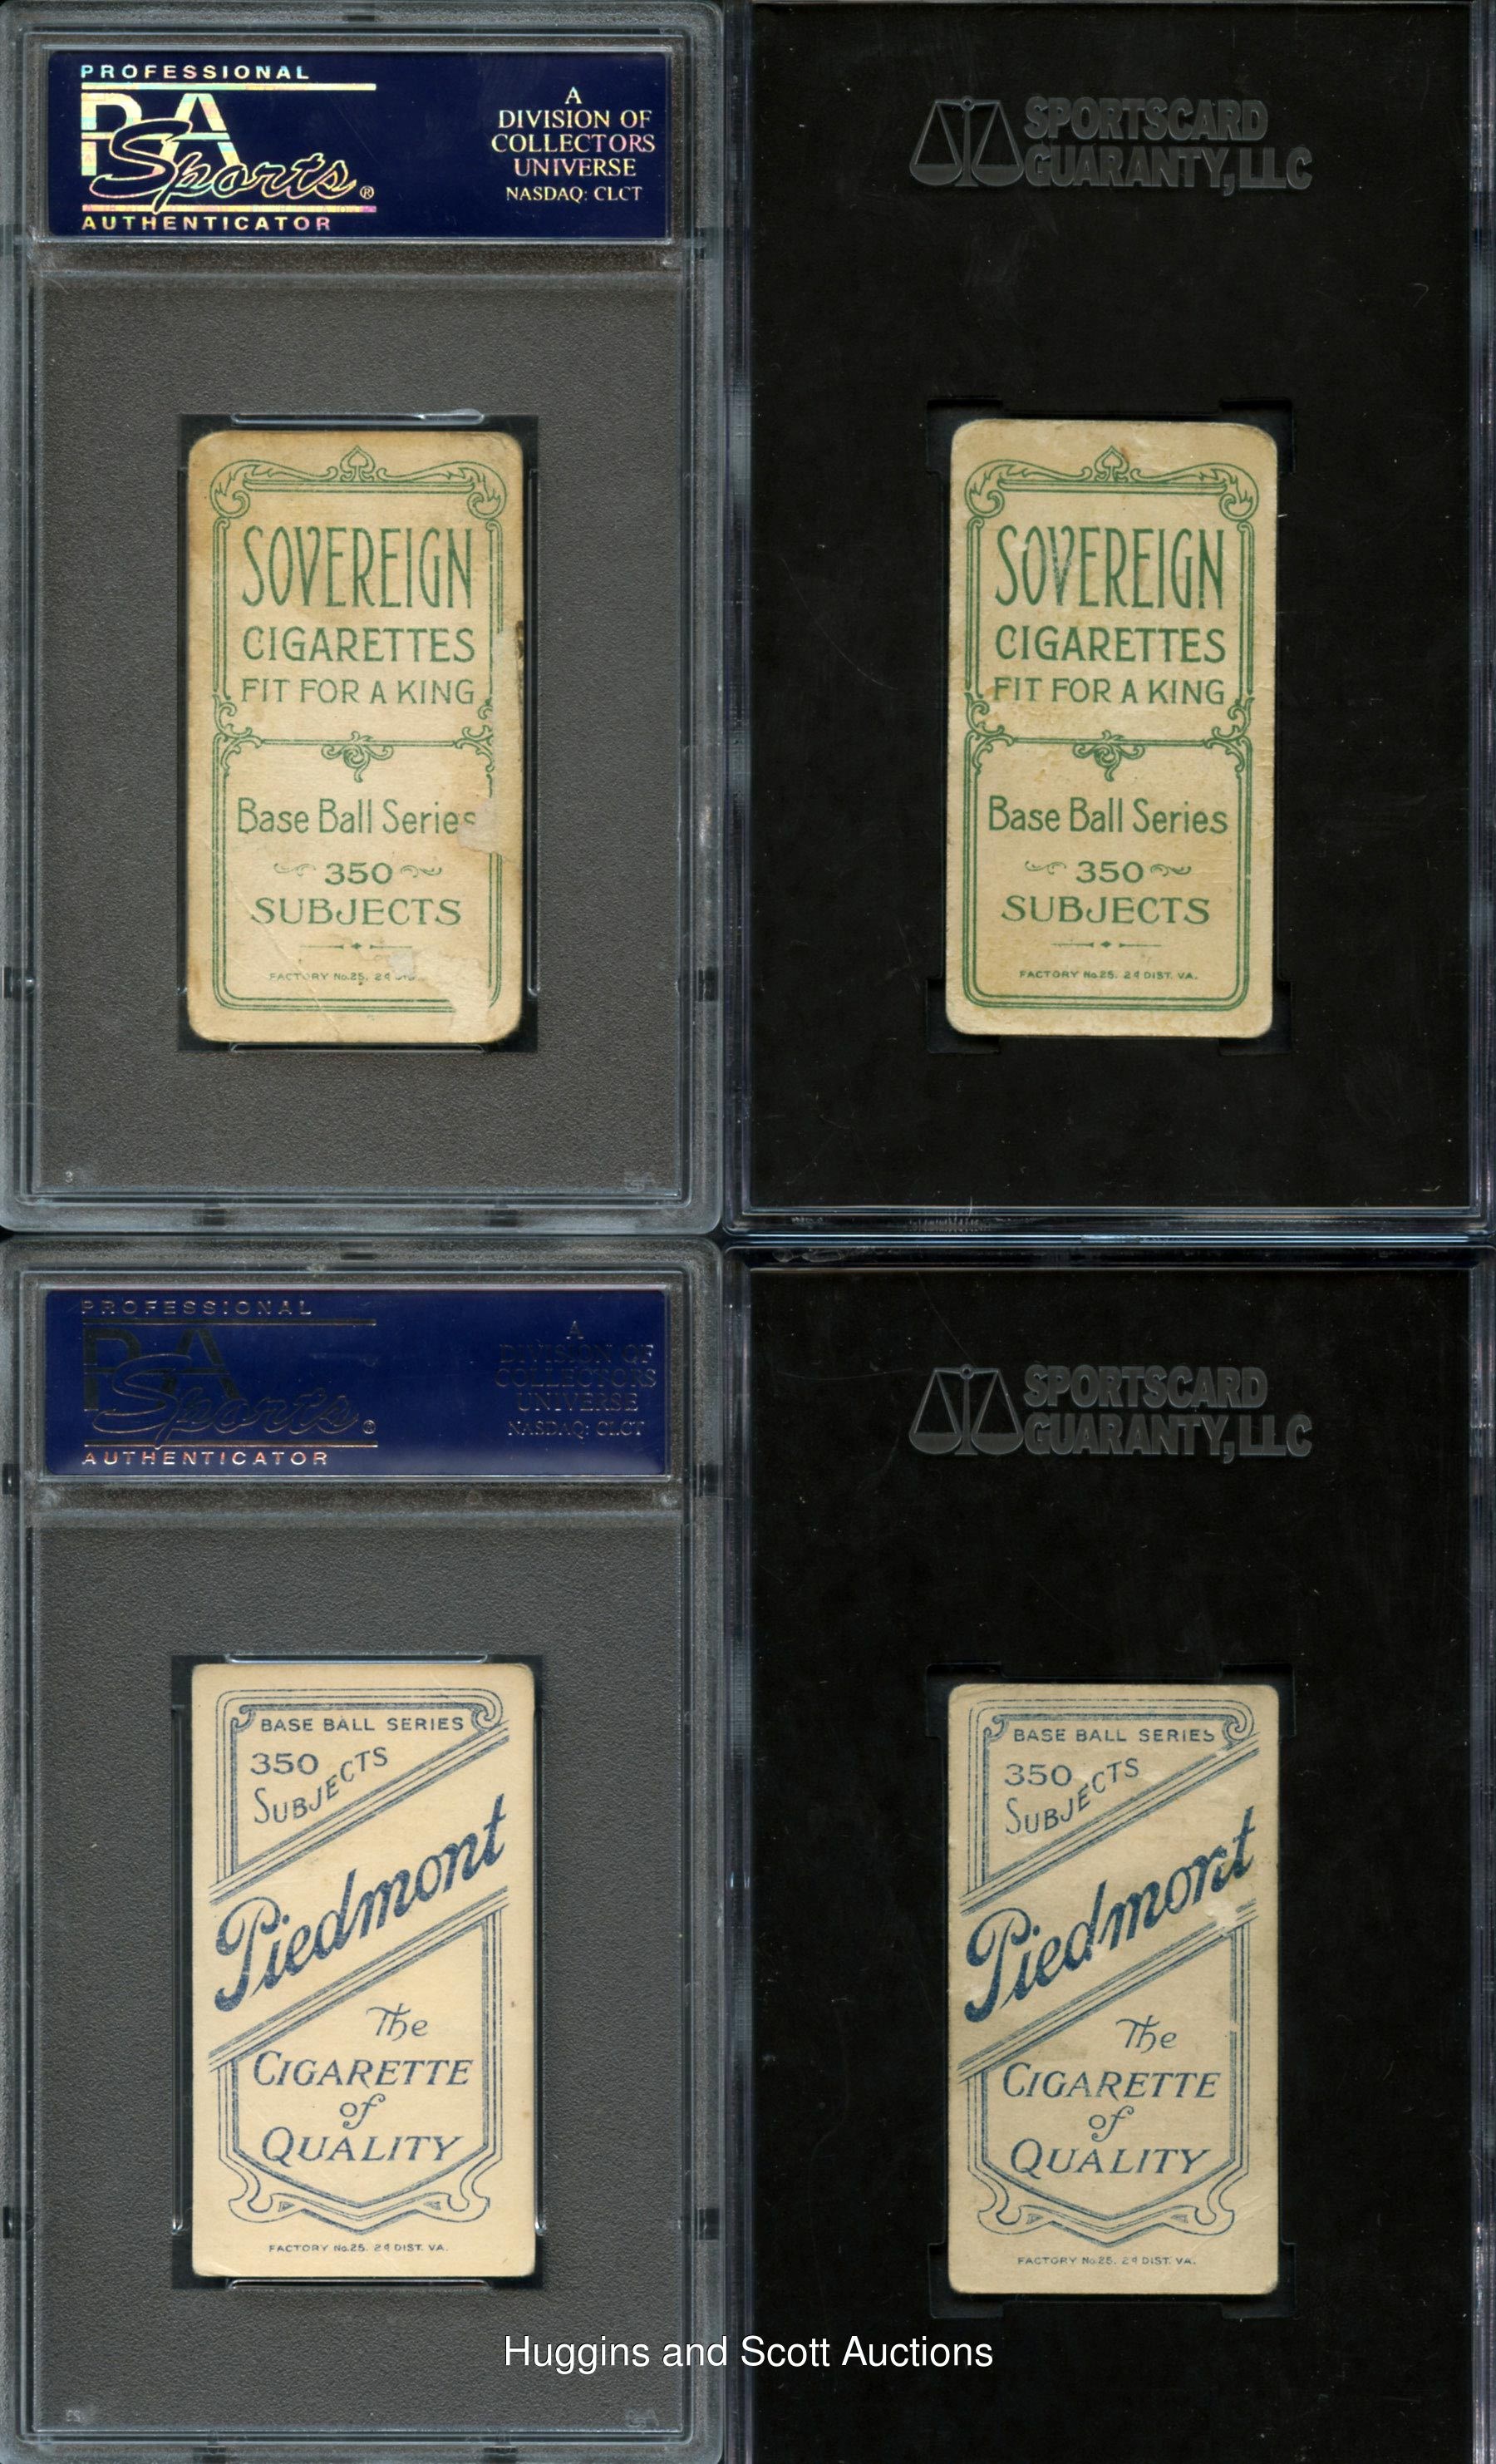 PROFESSIONAL
PSA
Sports®
AUTHENTICATOR
A
DIVISION OF
COLLECTORS
UNIVERSE
NASDAQ: CLCT
SPORTSCARD
GUARANTY, LLC
SOVEREIGN
CIGARETTES
FIT FOR A KING
Base Ball Series
350
SUBJECTS
FACTORY No. 25. 2d
SOVEREIGN
CIGARETTES
FIT FOR A KING
Base Ball Series
350
SUBJECTS
FACTORY No. 25. 2d DIST. VA.
PROFESSIONAL
PSA
Sports®
AUTHENTICATOR
A
DIVISION OF
COLLECTORS
UNIVERSE
NASDAQ: CLCT
SPORTSCARD
GUARANTY, LLC
BASE BALL SERIES
350
SUBJECTS
Piedmont
The
CIGARETTE
of
QUALITY
FACTORY No. 25. 2d DIST. VA.
BASE BALL SERIES
350
SUBJECTS
Piedmont
The
CIGARETTE
of
QUALITY
FACTORY No. 25. 2d DIST. VA.
Huggins and Scott Auctions